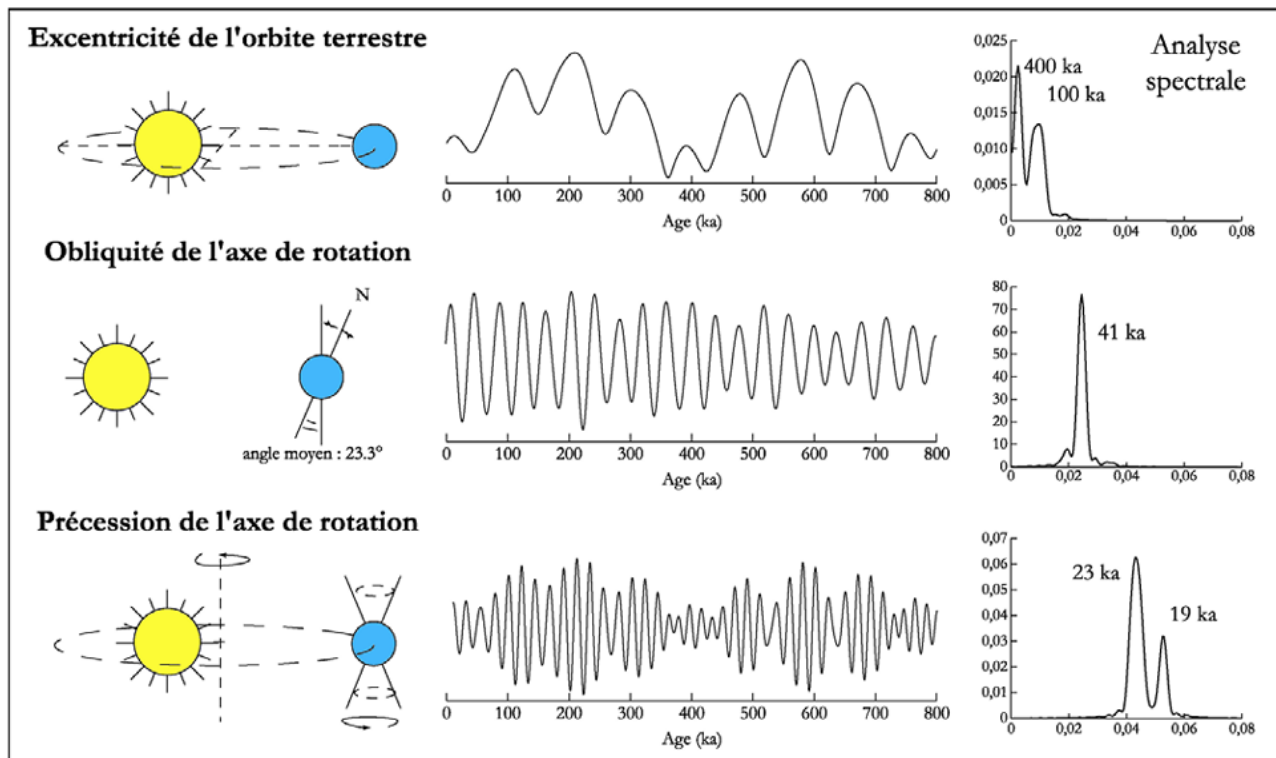 Excentricité de l'orbite terrestre
0 100 200 300 400 500 600 700 800
Age (ka)
Analyse
spectrale
0,025
0,020
0,015
0,010
0,005
0
400 ka
100 ka
0 0,02 0,04 0,06 0,08
Obliquité de l'axe de rotation
N
angle moyen : 23.3°
0 100 200 300 400 500 600 700 800
Age (ka)
80
70
60
50
40
30
20
10
0
41 ka
0 0,02 0,04 0,06 0,08
Précession de l'axe de rotation
0 100 200 300 400 500 600 700 800
Age (ka)
0,07
0,06
0,05
0,04
0,03
0,02
0,01
0
23 ka
19 ka
0 0,02 0,04 0,06 0,08